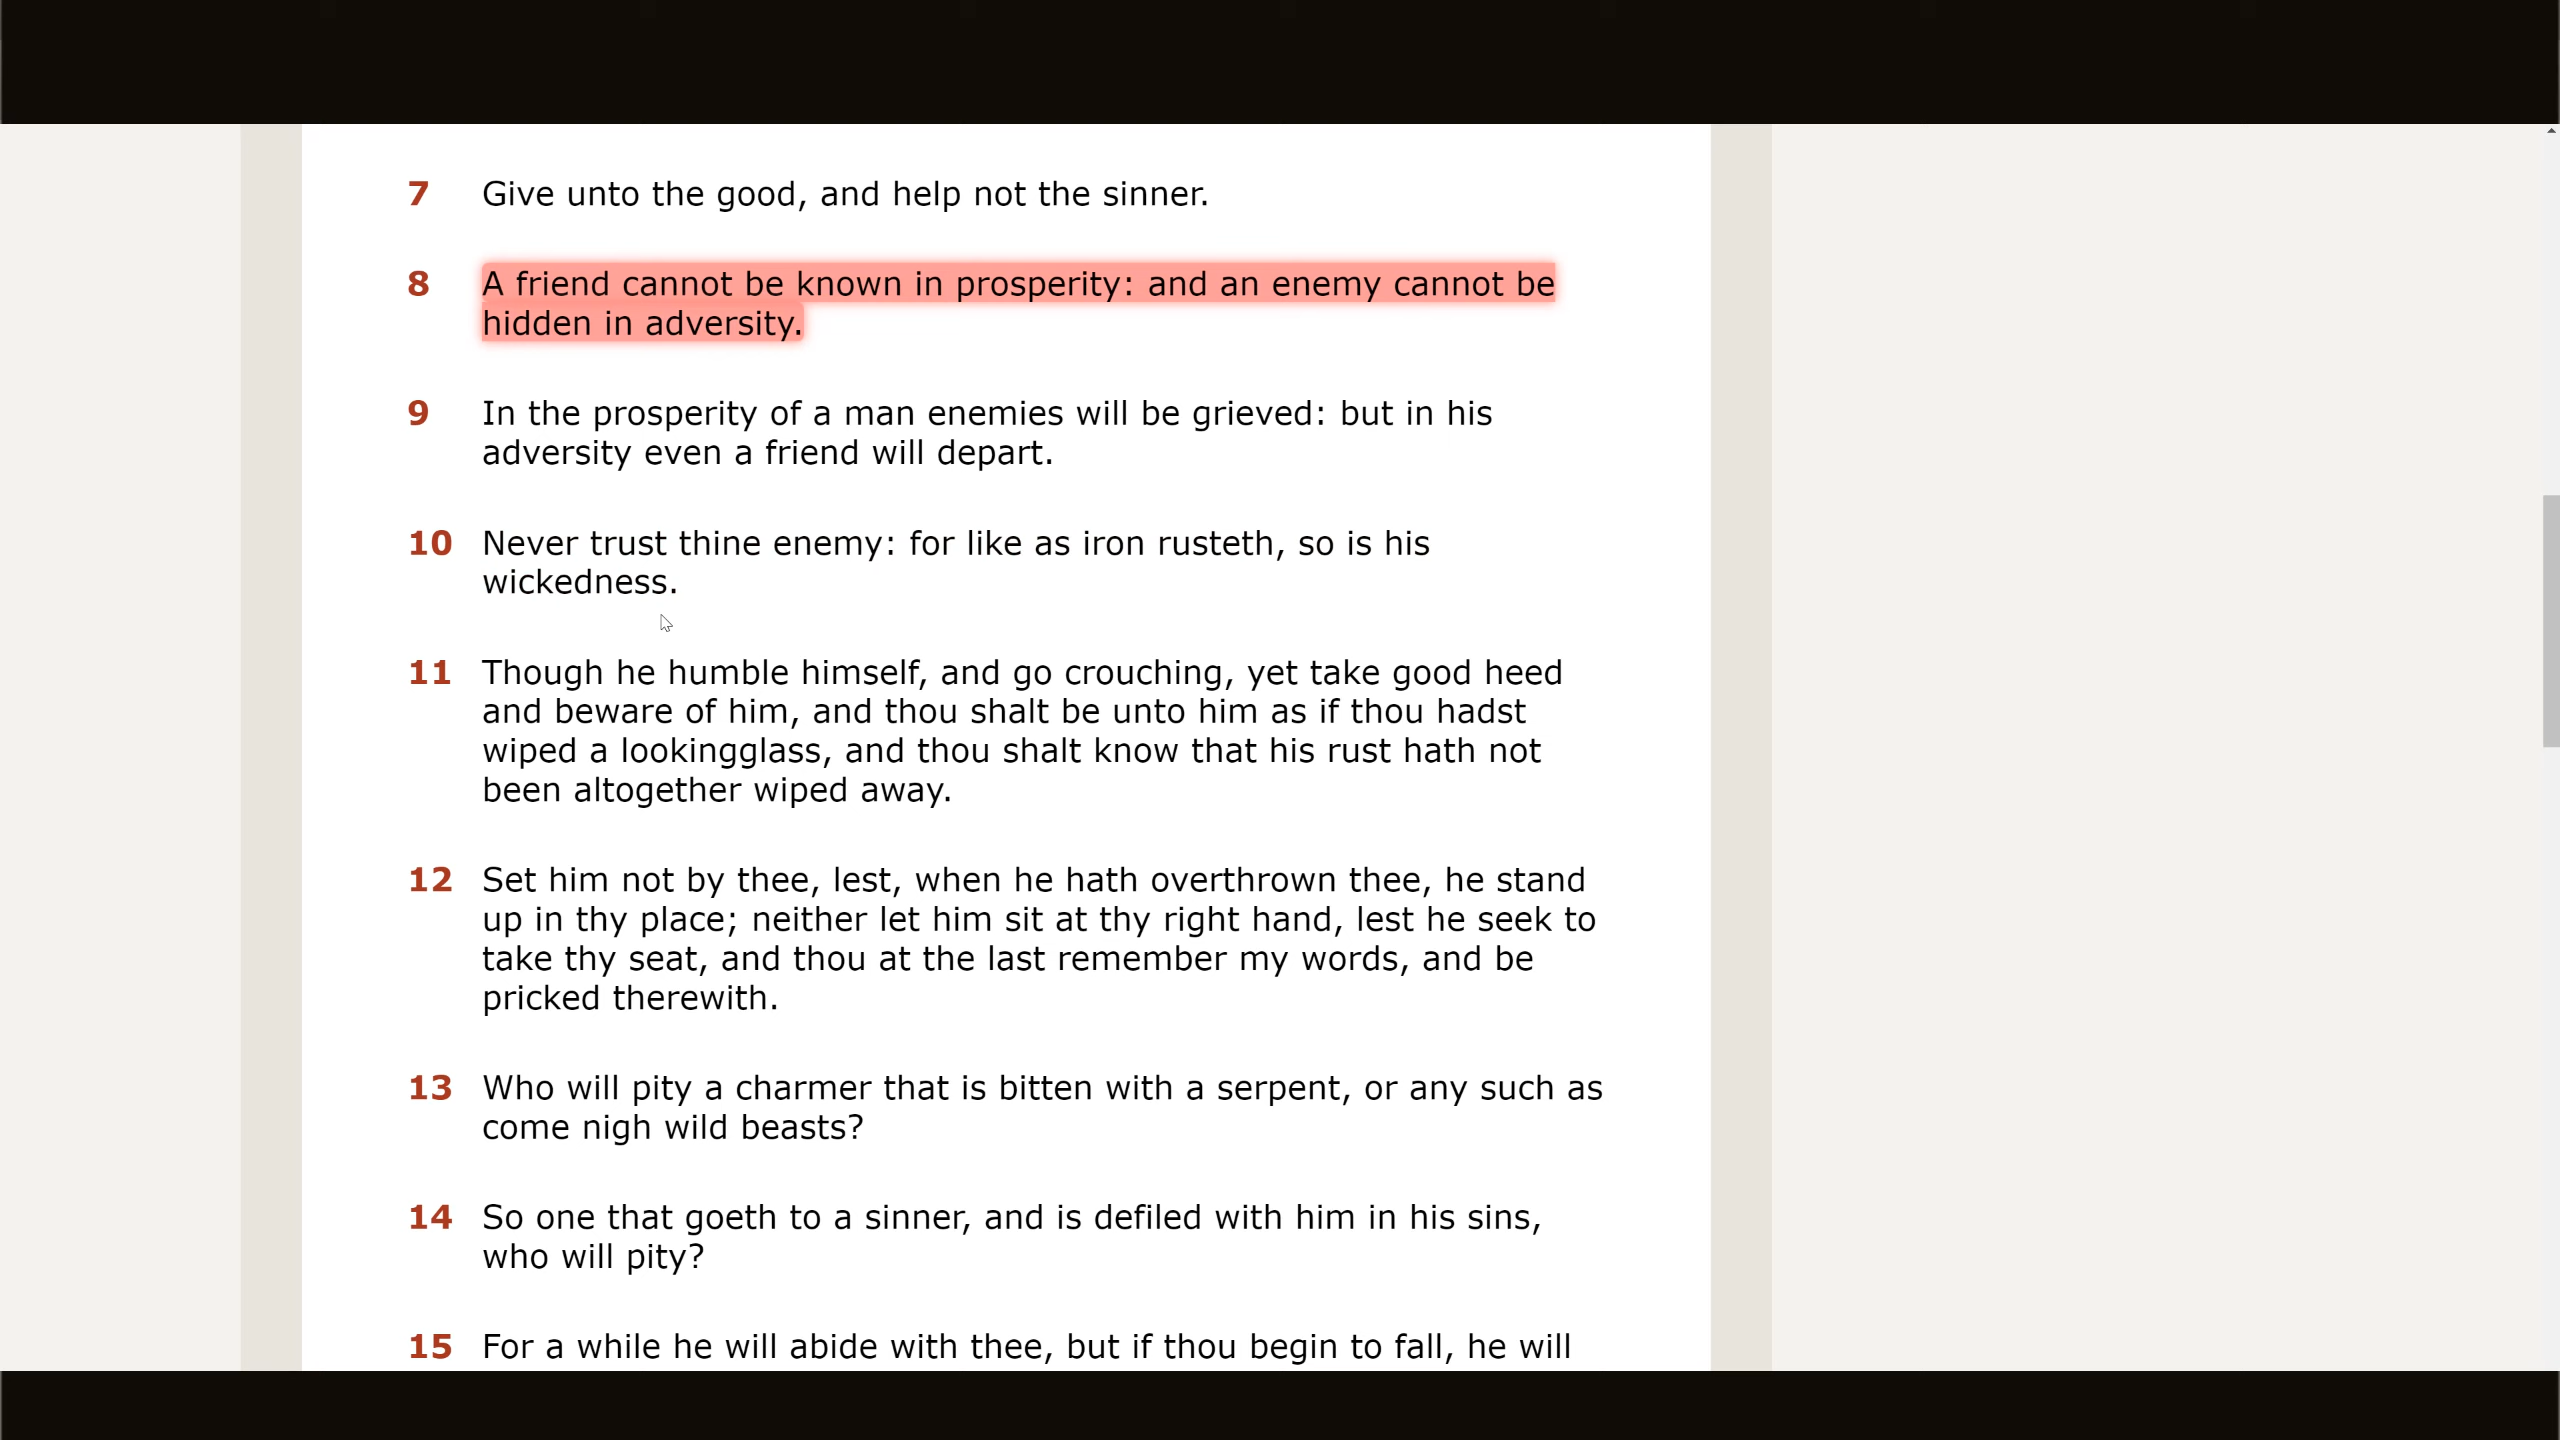 7 Give unto the good, and help not the sinner.
8 A friend cannot be known in prosperity: and an enemy cannot be
hidden in adversity.
9 In the prosperity of a man enemies will be grieved: but in his
adversity even a friend will depart.
10 Never trust thine enemy: for like as iron rusteth, so is his
wickedness.
11 Though he humble himself, and go crouching, yet take good heed
and beware of him, and thou shalt be unto him as if thou hadst
wiped a lookingglass, and thou shalt know that his rust hath not
been altogether wiped away.
12 Set him not by thee, lest, when he hath overthrown thee, he stand
up in thy place; neither let him sit at thy right hand, lest he seek to
take thy seat, and thou at the last remember my words, and be
pricked therewith.
13 Who will pity a charmer that is bitten with a serpent, or any such as
come nigh wild beasts?
14 So one that goeth to a sinner, and is defiled with him in his sins,
who will pity?
15 For a while he will abide with thee, but if thou begin to fall, he will